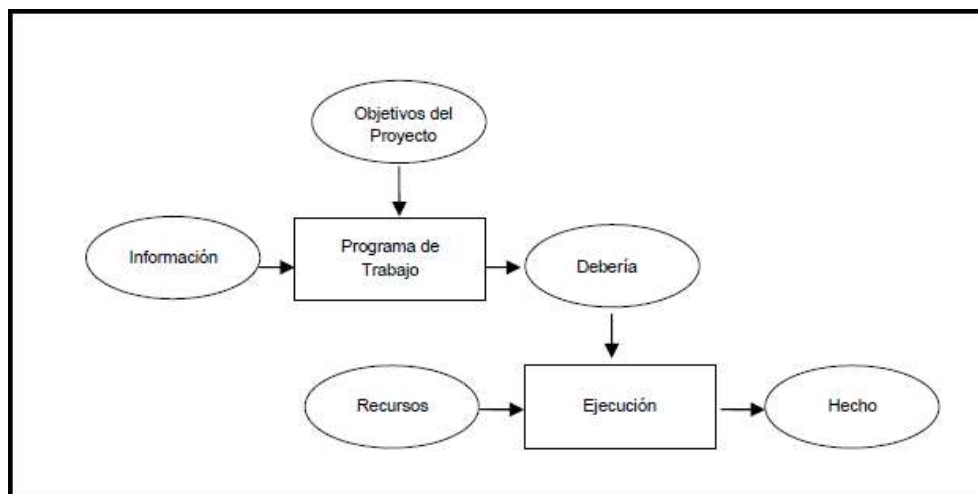 Objetivos del
Proyecto
Información
Programa de
Trabajo
Debería
Recursos
Ejecución
Hecho